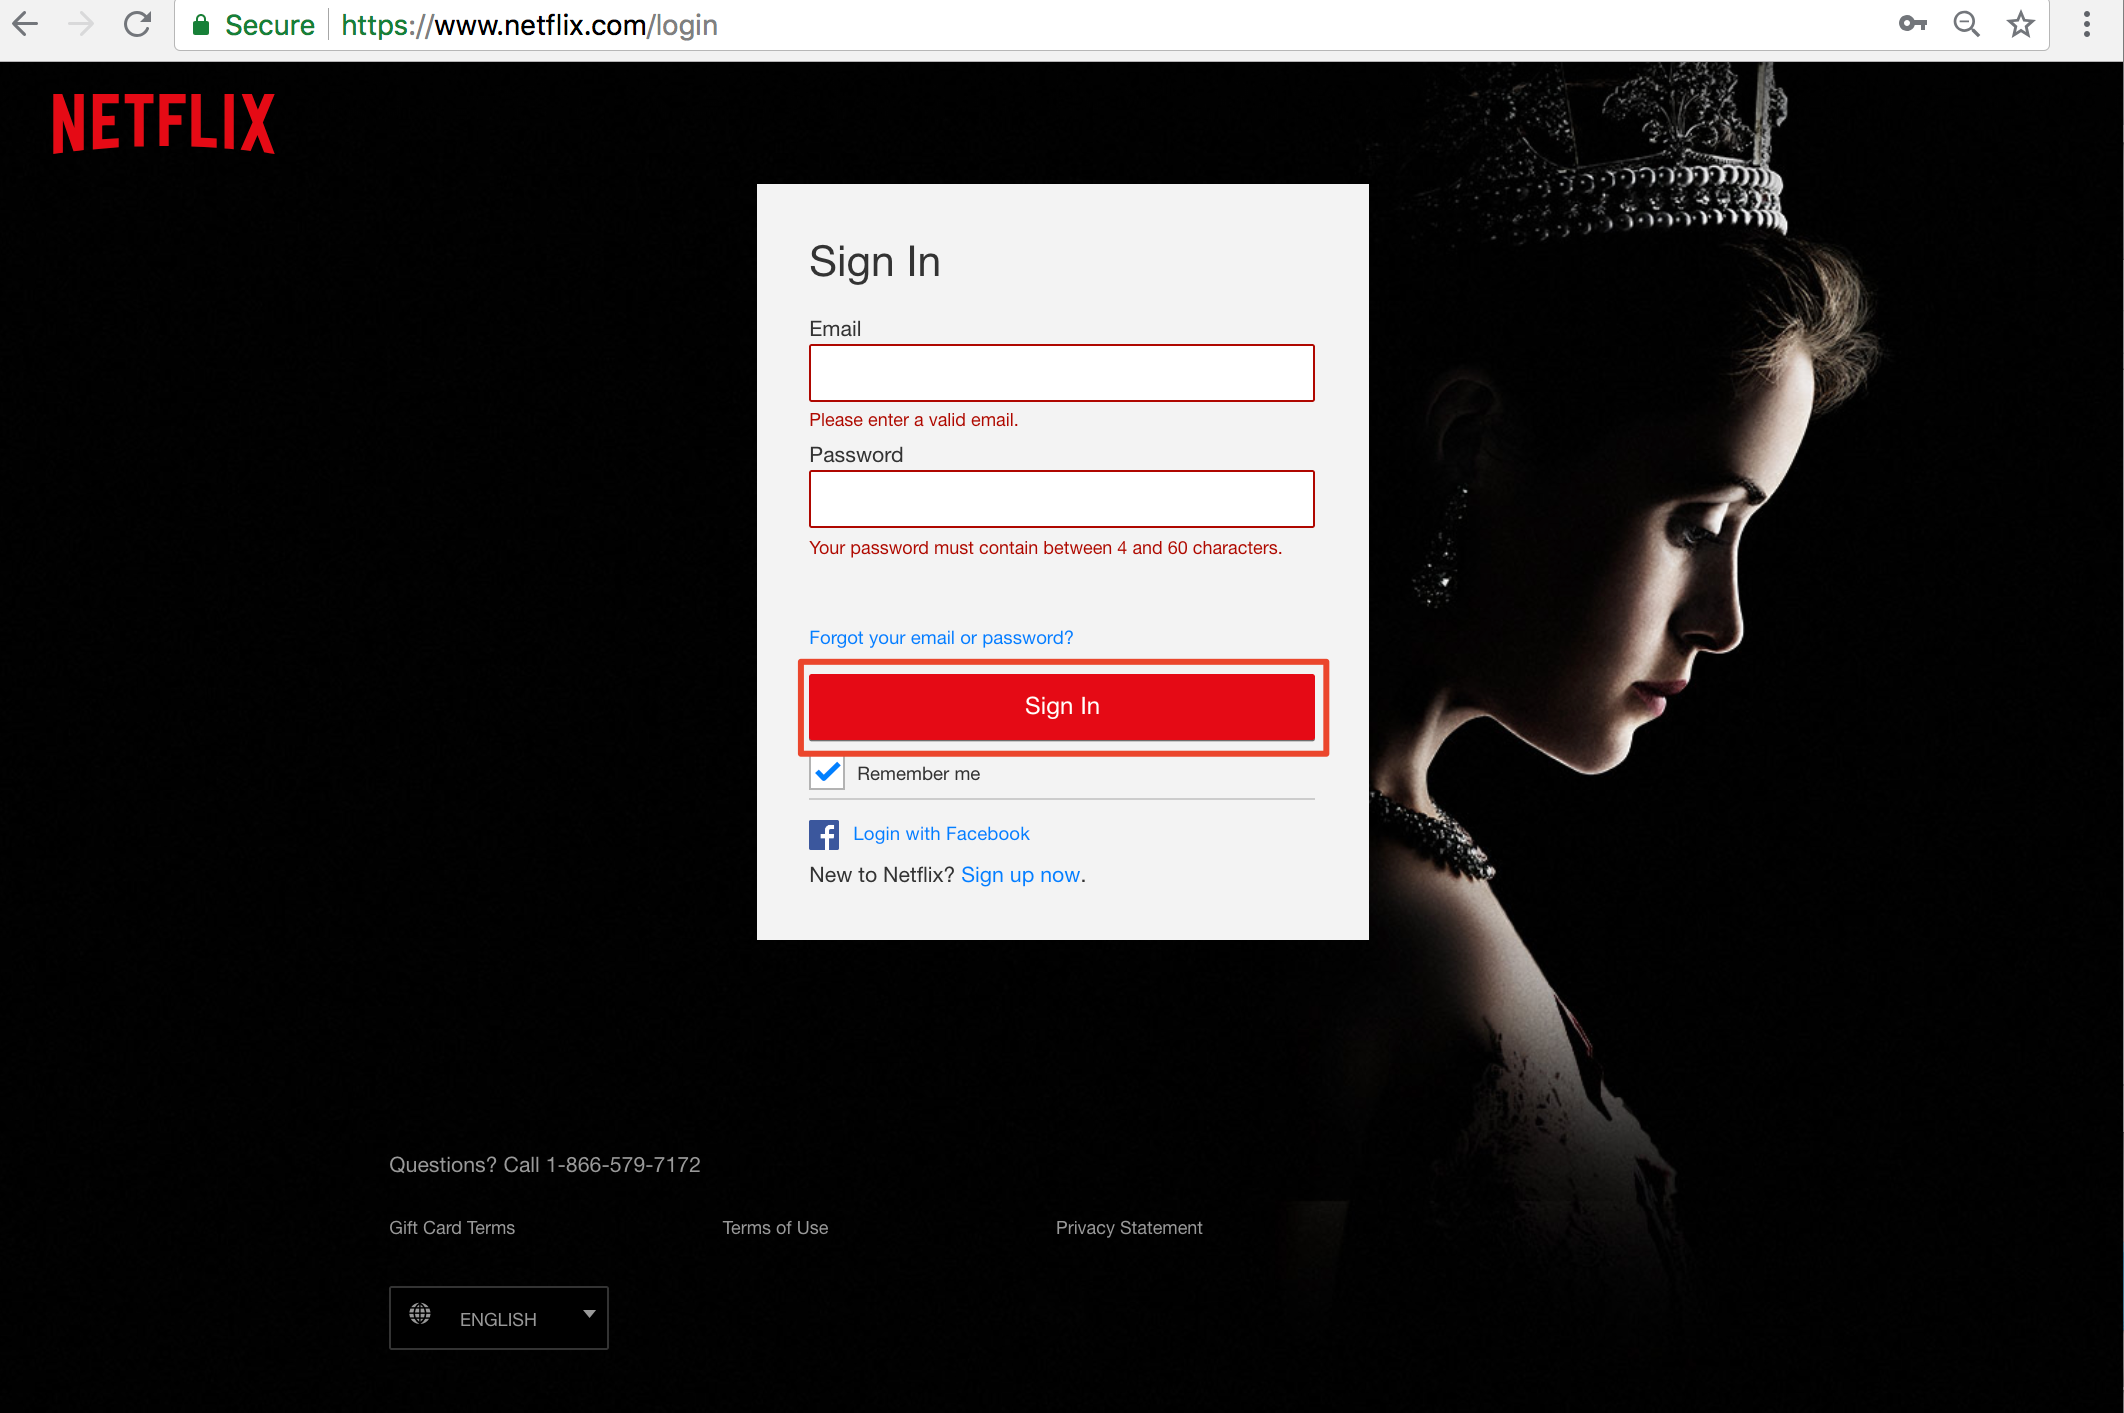 Secure https://www.netflix.com/login
NETFLIX
Sign In
Email
Please enter a valid email.
Password
Your password must contain between 4 and 60 characters.
Forgot your email or password?
Sign In
Remember me
f Login with Facebook
New to Netflix? Sign up now.
Questions? Call 1-866-579-7172
Gift Card Terms Terms of Use Privacy Statement
ENGLISH